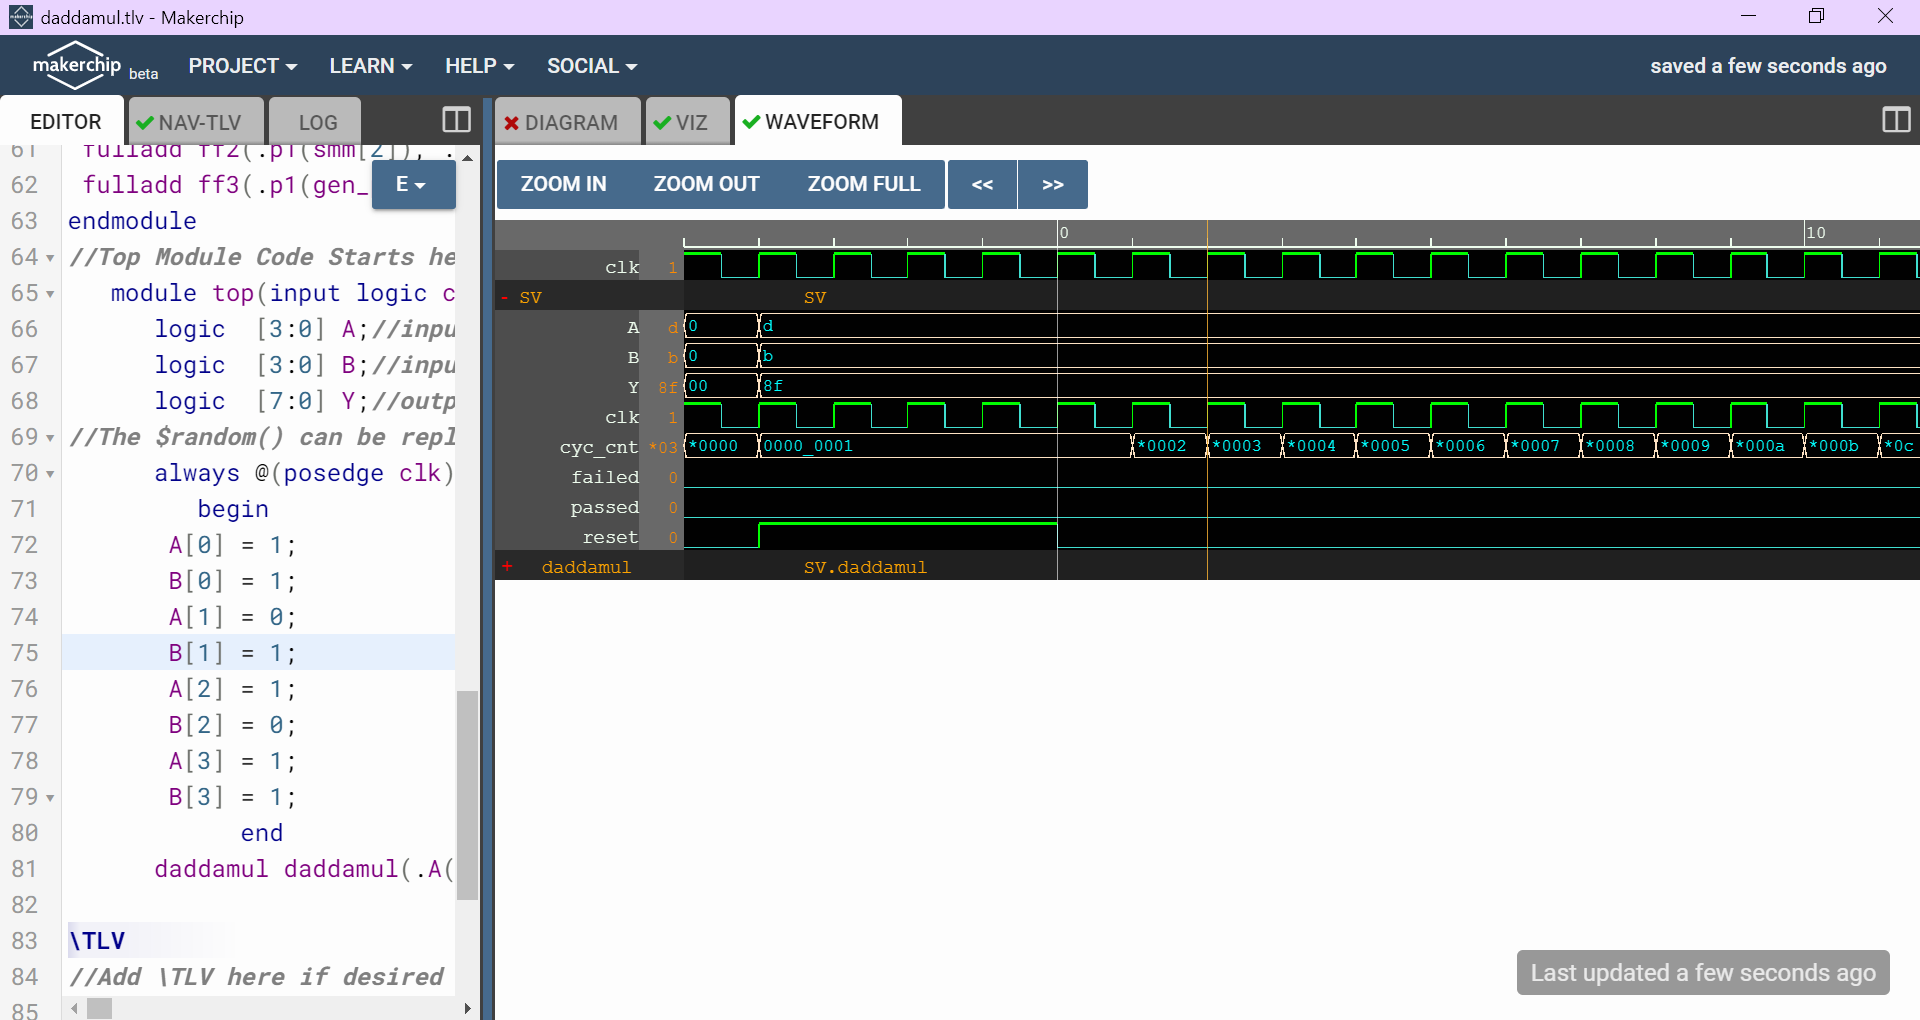 daddamul.tlv - Makerchip
makerchip beta PROJECT LEARN HELP SOCIAL saved a few seconds ago
EDITOR NAV-TLV LOG
61 fulladd ff2(.p1(smm[2]), .
62 fulladd ff3(.p1(gen_
E
63 endmodule
64 //Top Module Code Starts he
65 module top(input logic c
66 logic [3:0] A;//inpu
67 logic [3:0] B;//inpu
68 logic [7:0] Y;//outp
69 //The $random() can be repl
70 always @(posedge clk)
71 begin
72 A[0] = 1;
73 B[0] = 1;
74 A[1] = 0;
75 B[1] = 1;
76 A[2] = 1;
77 B[2] = 0;
78 A[3] = 1;
79 B[3] = 1;
80 end
81 daddamul daddamul(.A(
82
83 \TLV
84 //Add \TLV here if desired
85
DIAGRAM VIZ WAVEFORM
ZOOM IN ZOOM OUT ZOOM FULL << >>
0 10
clk 1
- SV SV
A d 0 d
B b 0 b
Y 8f 00 8f
clk 1
cyc_cnt *03 *0000 0000_0001 *0002 *0003 *0004 *0005 *0006 *0007 *0008 *0009 *000a *000b *0c
failed 0
passed 0
reset 0
+ daddamul SV.daddamul
Last updated a few seconds ago